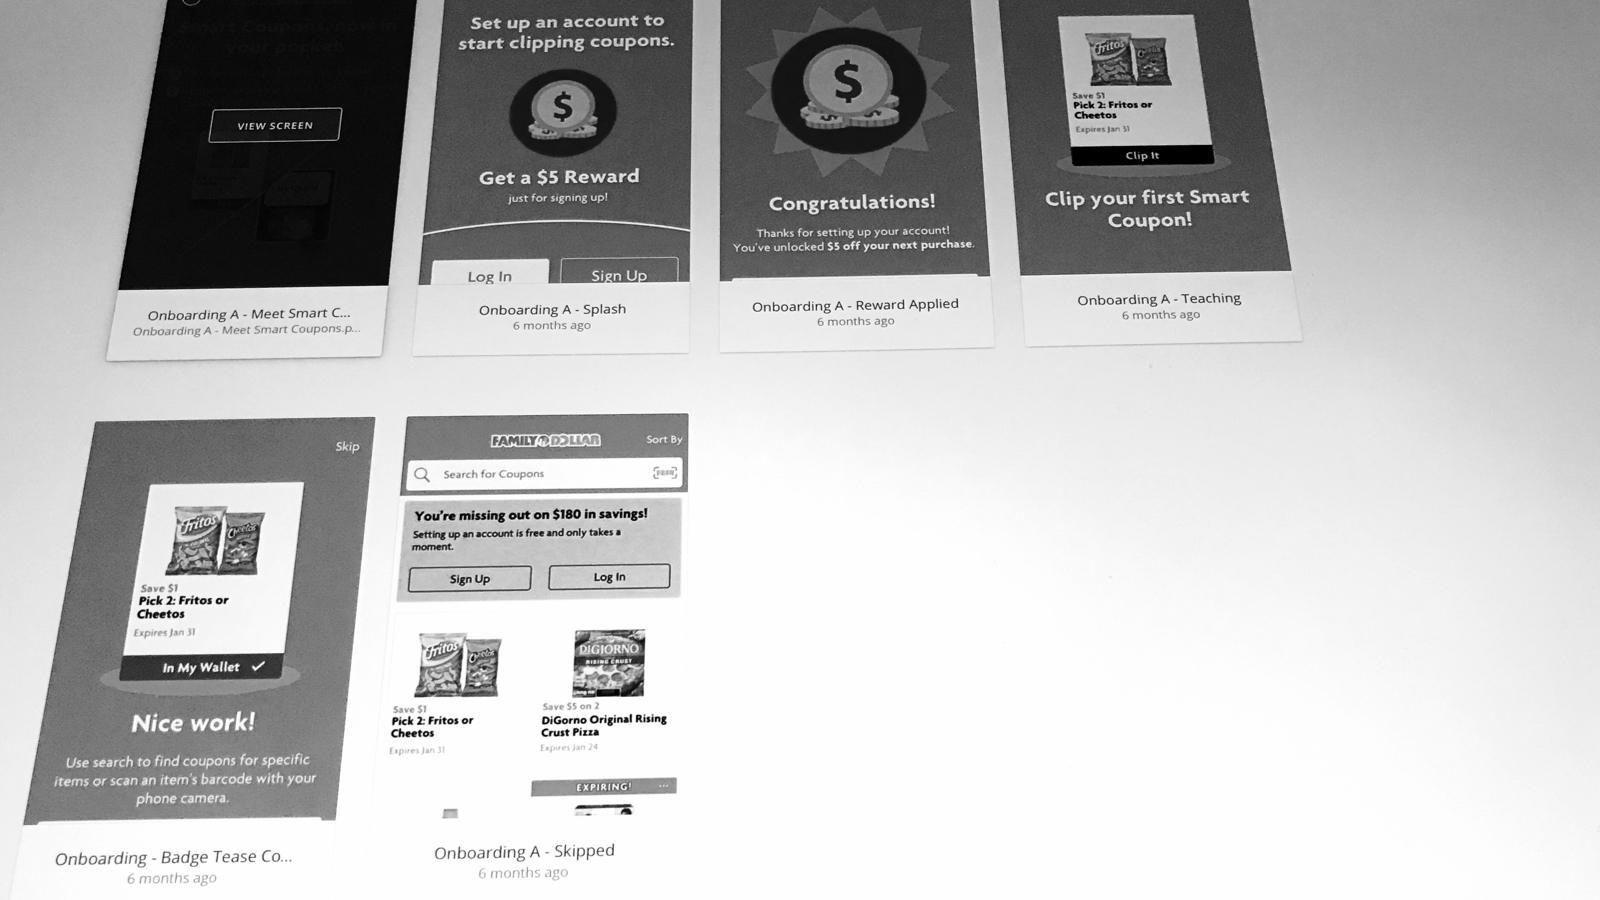 Smart Coupons, now in
your pocket.
VIEW SCREEN
Onboarding A - Meet Smart C...
Onboarding A - Meet Smart Coupons.p...
Set up an account to
start clipping coupons.
$
Get a $5 Reward
just for signing up!
Log In
Sign Up
Onboarding A - Splash
6 months ago
$
Congratulations!
Thanks for setting up your account!
You've unlocked $5 off your next purchase.
Onboarding A - Reward Applied
6 months ago
Fritos
Cheetos
Save $1
Pick 2: Fritos or
Cheetos
Expires Jan 31
Clip It
Clip your first Smart
Coupon!
Onboarding A - Teaching
6 months ago
Skip
Fritos
Cheetos
Save $1
Pick 2: Fritos or
Cheetos
Expires Jan 31
In My Wallet
Nice work!
Use search to find coupons for specific
items or scan an item's barcode with your
phone camera.
Onboarding - Badge Tease Co...
6 months ago
FAMILY DOLLAR
Sort By
Search for Coupons
You're missing out on $180 in savings!
Setting up an account is free and only takes a
moment.
Sign Up
Log In
Fritos
Cheetos
Save $1
Pick 2: Fritos or
Cheetos
Expires Jan 31
DIGIORNO
RISING CRUST
Save $5 on 2
DiGorno Original Rising
Crust Pizza
Expires Jan 24
EXPIRING!
Onboarding A - Skipped
6 months ago